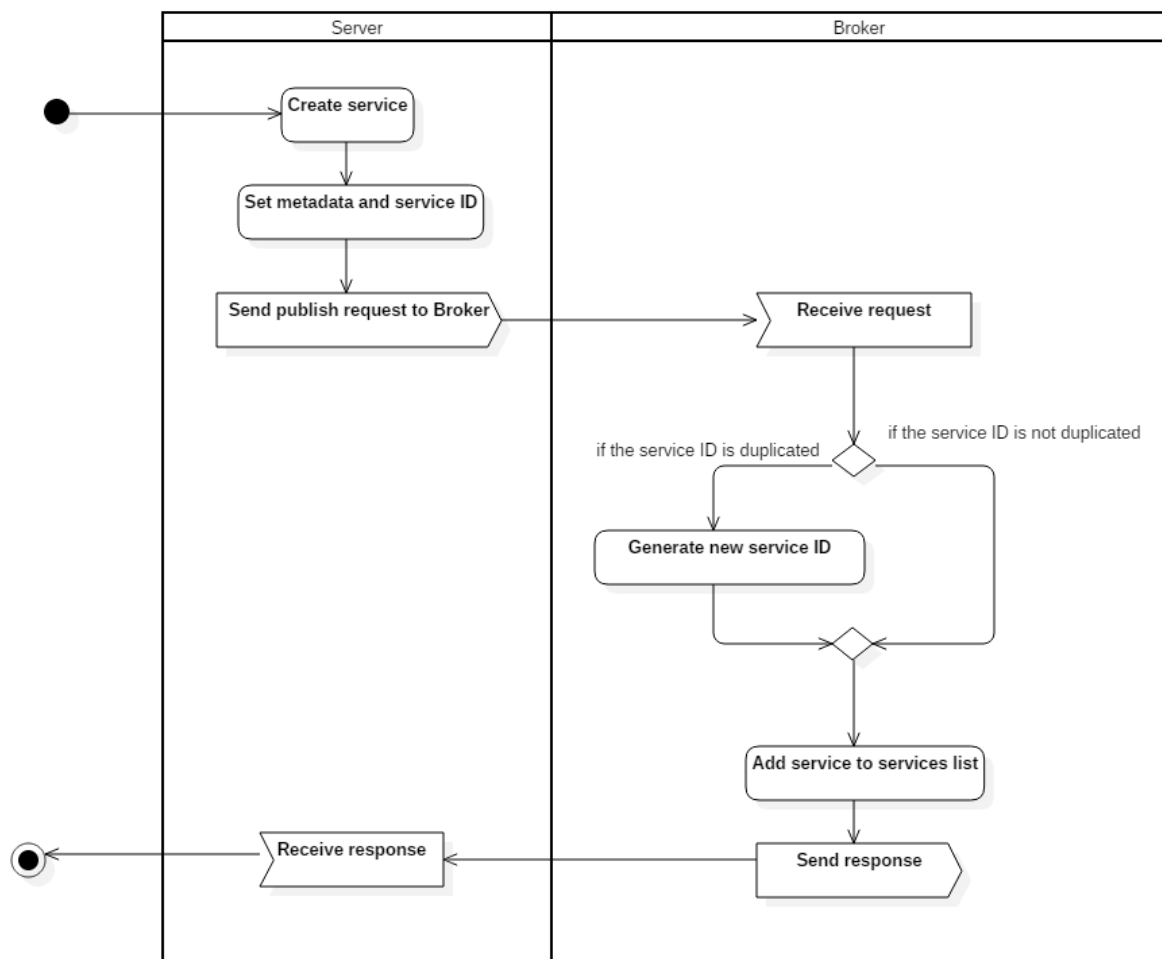 Server
Broker
Create service
Set metadata and service ID
Send publish request to Broker
Receive request
if the service ID is duplicated
if the service ID is not duplicated
Generate new service ID
Add service to services list
Receive response
Send response